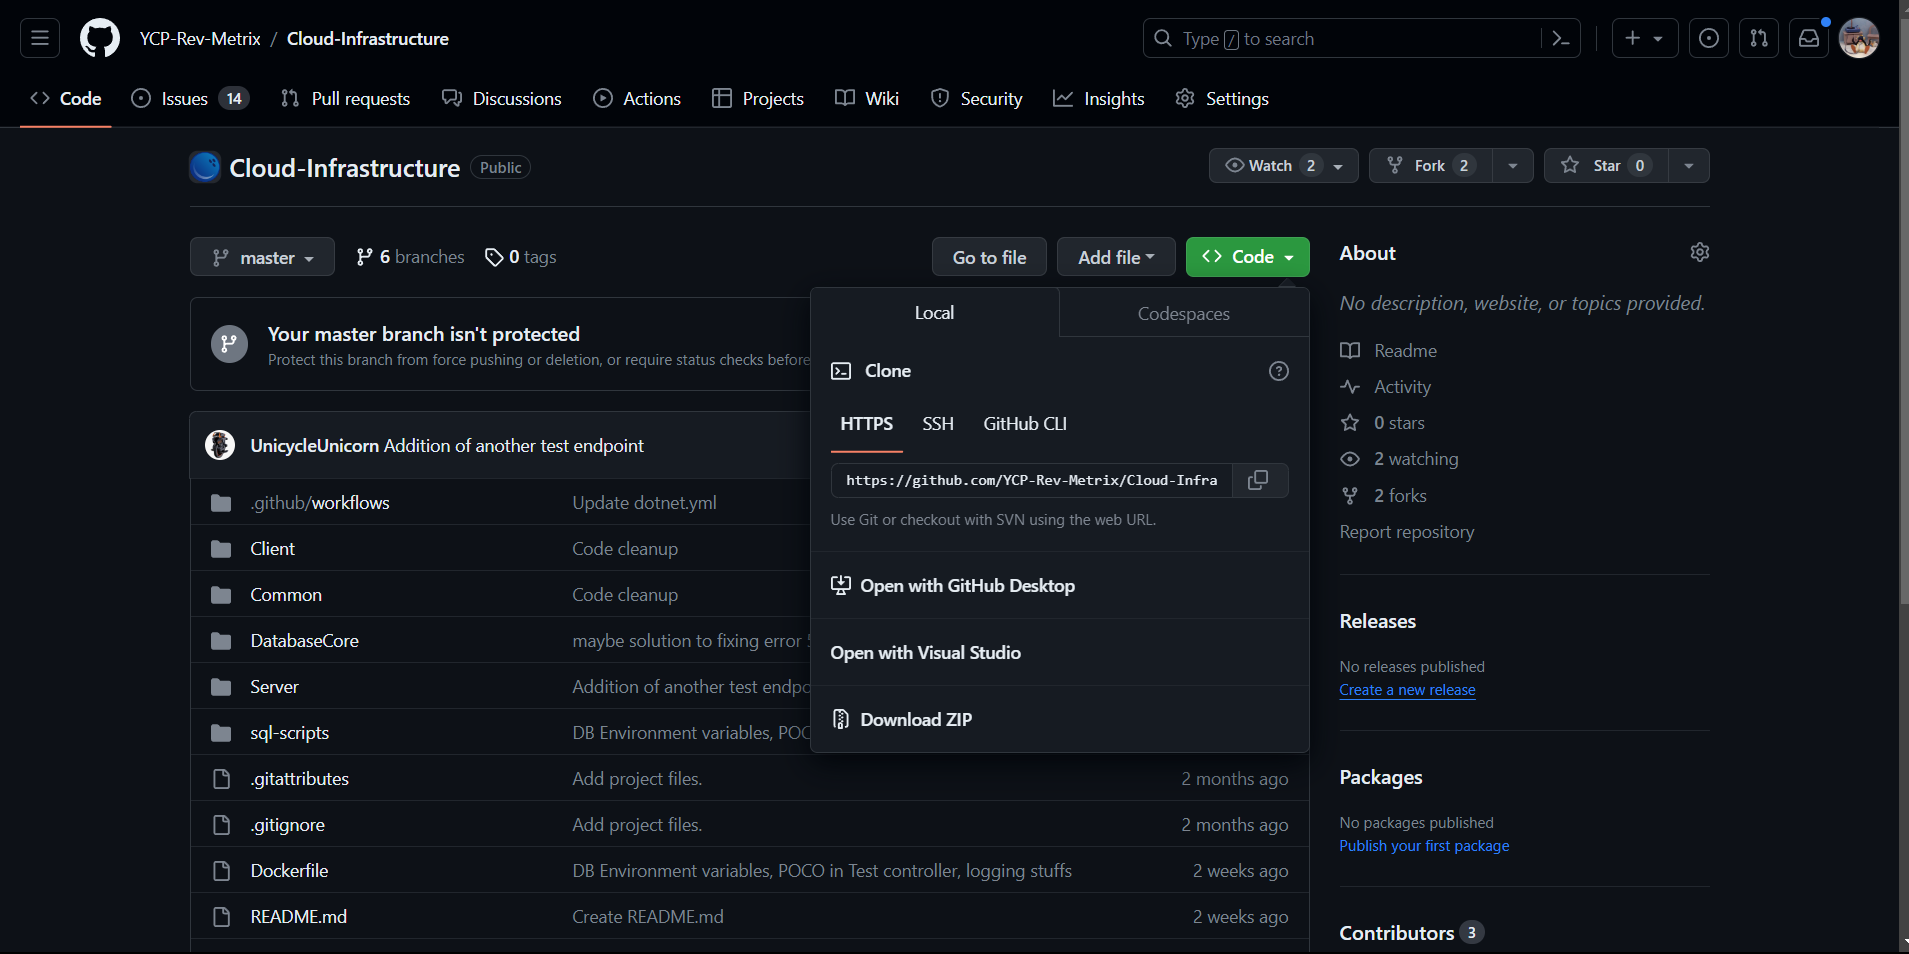 YCP-Rev-Metrix / Cloud-Infrastructure
Type / to search
Code
Issues 14
Pull requests
Discussions
Actions
Projects
Wiki
Security
Insights
Settings
Cloud-Infrastructure Public
Watch 2
Fork 2
Star 0
master
6 branches
0 tags
Go to file
Add file
Code
Local
Codespaces
Clone
HTTPS
SSH
GitHub CLI
https://github.com/YCP-Rev-Metrix/Cloud-Infra
Use Git or checkout with SVN using the web URL.
Open with GitHub Desktop
Open with Visual Studio
Download ZIP
Your master branch isn't protected
Protect this branch from force pushing or deletion, or require status checks before
UnicycleUnicorn Addition of another test endpoint
.github/workflows Update dotnet.yml
Client Code cleanup
Common Code cleanup
DatabaseCore maybe solution to fixing error
Server Addition of another test endpo
sql-scripts DB Environment variables, POC
.gitattributes Add project files. 2 months ago
.gitignore Add project files. 2 months ago
Dockerfile DB Environment variables, POCO in Test controller, logging stuffs 2 weeks ago
README.md Create README.md 2 weeks ago
About
No description, website, or topics provided.
Readme
Activity
0 stars
2 watching
2 forks
Report repository
Releases
No releases published
Create a new release
Packages
No packages published
Publish your first package
Contributors 3